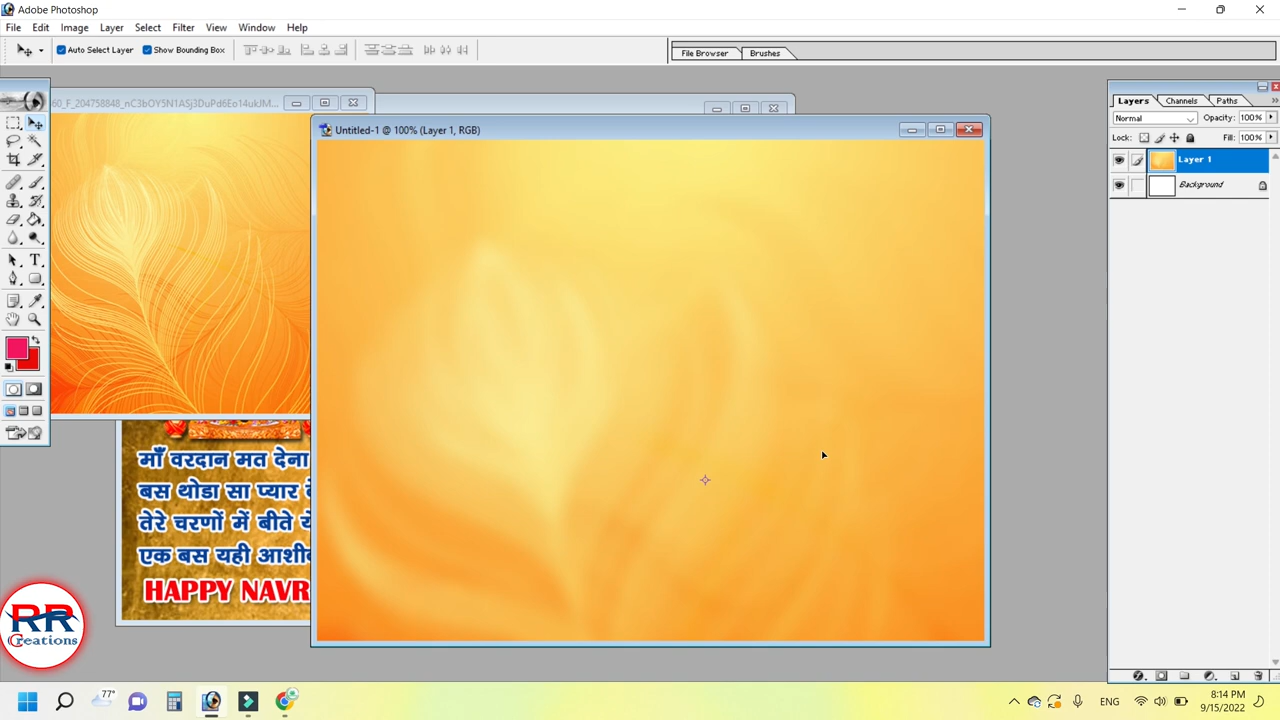 Adobe Photoshop
File Edit Image Layer Select Filter View Window Help
Auto Select Layer Show Bounding Box File Browser Brushes
60_F_204758848_nC3bOY5N1ASj3DuPd6Eo14ukJM...
Untitled-1 @ 100% (Layer 1, RGB)
Layers Channels Paths
Normal Opacity: 100%
Lock: Fill: 100%
Layer 1
Background
माँ वरदान मत देना
बस थोडा सा प्यार
तेरे चरणों में बीते
एक बस यही
HAPPY NAVR
RR
Creations
77°
ENG
8:14 PM
9/15/2022